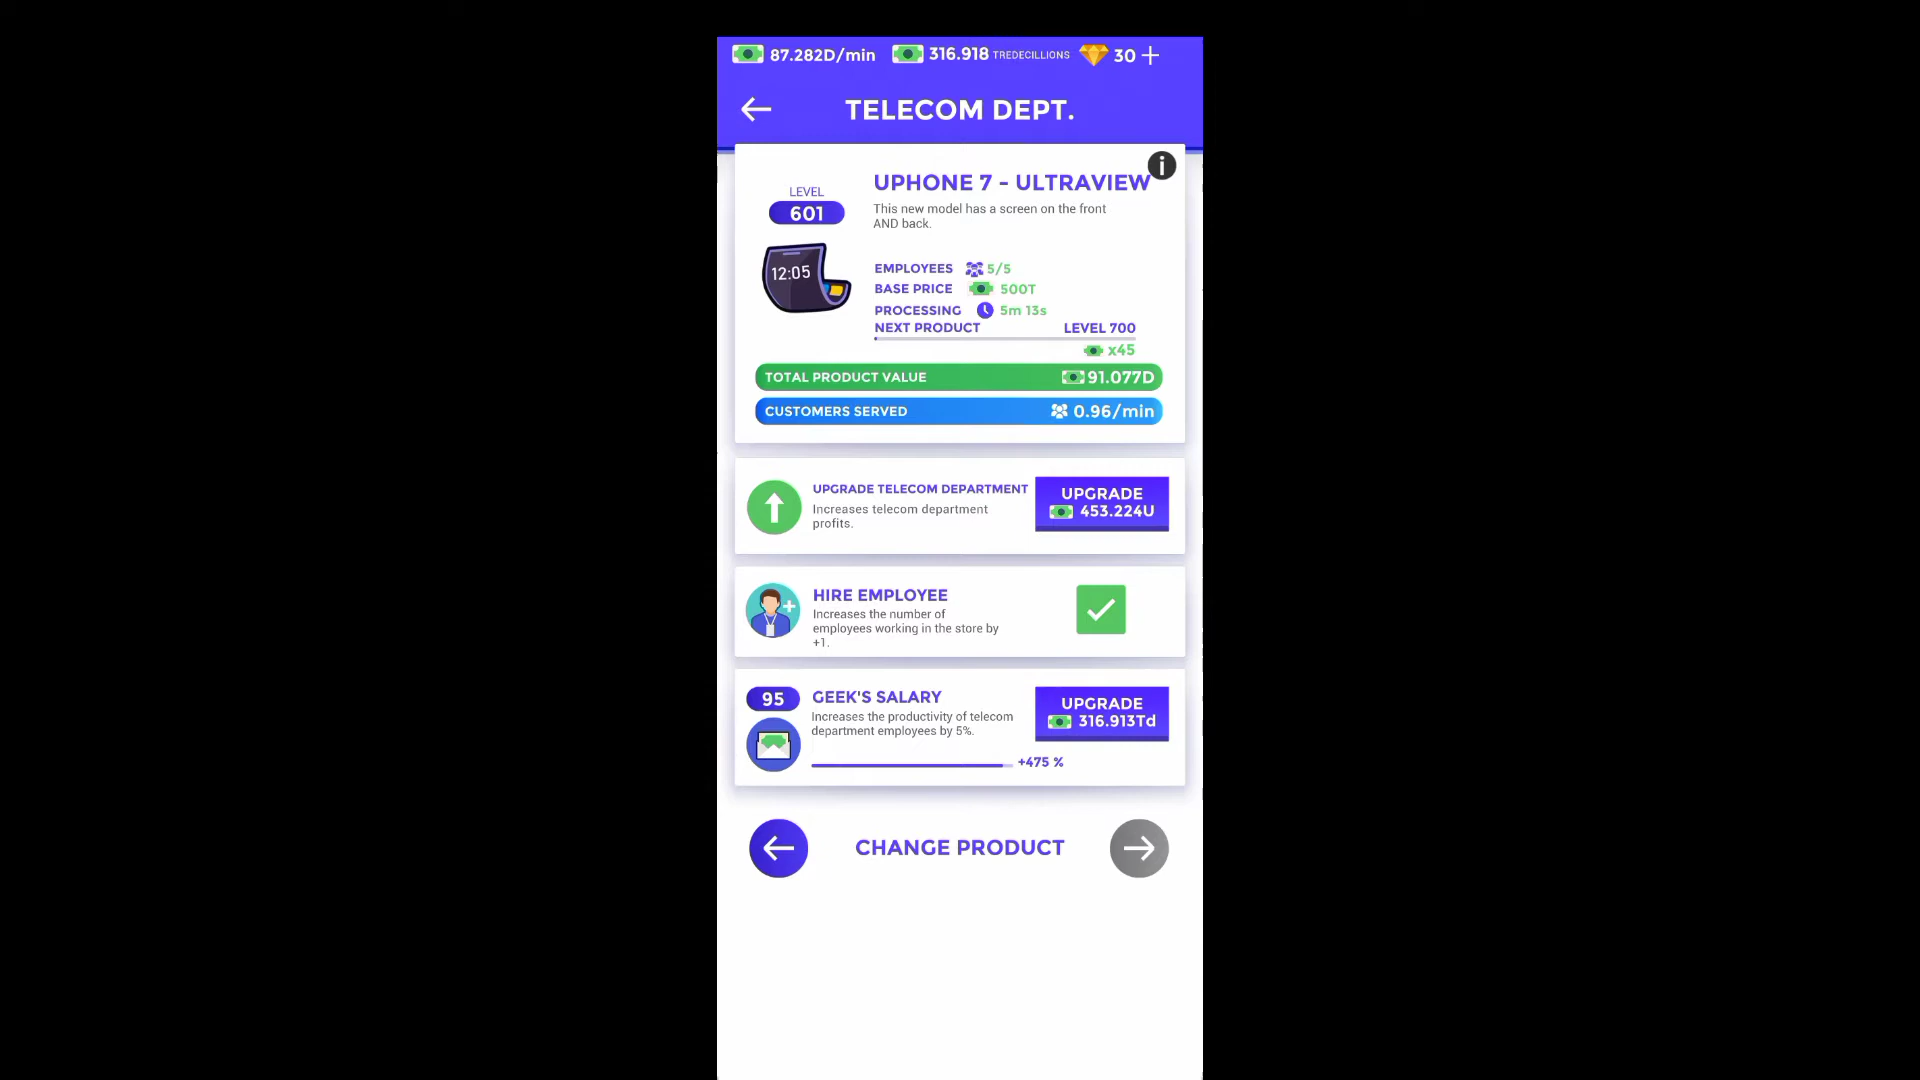 87.282D/min 316.918 TREDECILLIONS 30
TELECOM DEPT.
i
UPHONE 7 - ULTRAVIEW
LEVEL
601
This new model has a screen on the front
AND back.
12:05
EMPLOYEES 5/5
BASE PRICE 500T
PROCESSING 5m 13s
NEXT PRODUCT LEVEL 700
x45
TOTAL PRODUCT VALUE 91.077D
CUSTOMERS SERVED 0.96/min
UPGRADE TELECOM DEPARTMENT
Increases telecom department
profits.
UPGRADE
453.224U
HIRE EMPLOYEE
Increases the number of
employees working in the store by
+1.
95
GEEK'S SALARY
Increases the productivity of telecom
department employees by 5%.
+475 %
UPGRADE
316.913Td
CHANGE PRODUCT